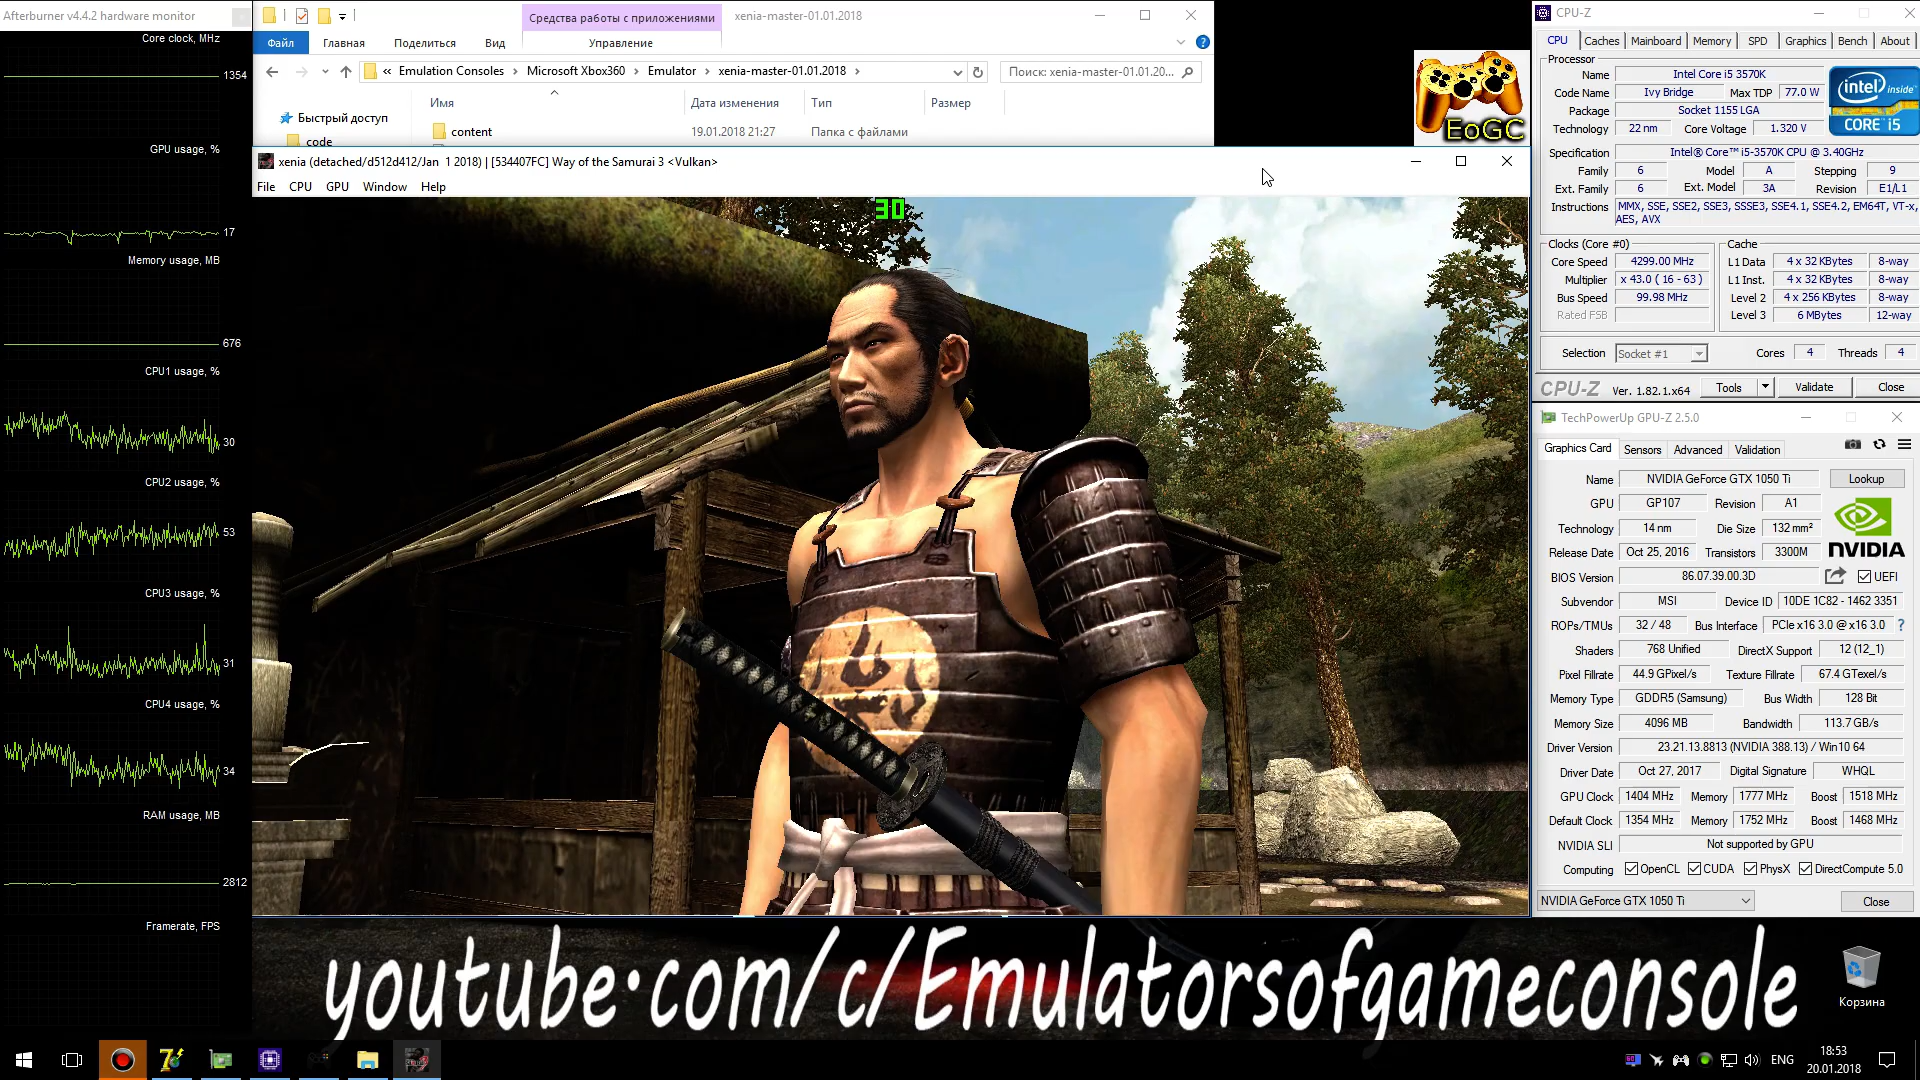 Afterburner v4.4.2 hardware monitor
Core clock, MHz
1354
GPU usage, %
17
Memory usage, MB
676
CPU1 usage, %
30
CPU2 usage, %
53
CPU3 usage, %
31
CPU4 usage, %
34
RAM usage, MB
2812
Framerate, FPS
Средства работы с приложениями
xenia-master-01.01.2018
Файл
Главная
Поделиться
Вид
Управление
« Emulation Consoles > Microsoft Xbox360 > Emulator > xenia-master-01.01.2018 >
Поиск: xenia-master-01.01.20...
Имя
Дата изменения
Тип
Размер
Быстрый доступ
code
content
19.01.2018 21:27
Папка с файлами
EoGC
xenia (detached/d512d412/Jan 1 2018) | [534407FC] Way of the Samurai 3 <Vulkan>
File CPU GPU Window Help
30
CPU-Z
CPU Caches Mainboard Memory SPD Graphics Bench About
Processor
Name Intel Core i5 3570K
Code Name Ivy Bridge Max TDP 77.0 W
Package Socket 1155 LGA
Technology 22 nm Core Voltage 1.320 V
intel inside™
CORE i5
Specification Intel® Core™ i5-3570K CPU @ 3.40GHz
Family 6 Model A Stepping 9
Ext. Family 6 Ext. Model 3A Revision E1/L1
Instructions MMX, SSE, SSE2, SSE3, SSSE3, SSE4.1, SSE4.2, EM64T, VT-x,
AES, AVX
Clocks (Core #0)
Core Speed 4299.00 MHz
Multiplier x 43.0 ( 16 - 63 )
Bus Speed 99.98 MHz
Rated FSB
Cache
L1 Data 4 x 32 KBytes 8-way
L1 Inst. 4 x 32 KBytes 8-way
Level 2 4 x 256 KBytes 8-way
Level 3 6 MBytes 12-way
Selection Socket #1 Cores 4 Threads 4
CPU-Z Ver. 1.82.1.x64 Tools Validate Close
TechPowerUp GPU-Z 2.5.0
Graphics Card Sensors Advanced Validation
Name NVIDIA GeForce GTX 1050 Ti Lookup
GPU GP107 Revision A1
Technology 14 nm Die Size 132 mm²
Release Date Oct 25, 2016 Transistors 3300M
NVIDIA
BIOS Version 86.07.39.00.3D UEFI
Subvendor MSI Device ID 10DE 1C82 - 1462 3351
ROPs/TMUs 32 / 48 Bus Interface PCIe x16 3.0 @ x16 3.0 ?
Shaders 768 Unified DirectX Support 12 (12_1)
Pixel Fillrate 44.9 GPixel/s Texture Fillrate 67.4 GTexel/s
Memory Type GDDR5 (Samsung) Bus Width 128 Bit
Memory Size 4096 MB Bandwidth 113.7 GB/s
Driver Version 23.21.13.8813 (NVIDIA 388.13) / Win10 64
Driver Date Oct 27, 2017 Digital Signature WHQL
GPU Clock 1404 MHz Memory 1777 MHz Boost 1518 MHz
Default Clock 1354 MHz Memory 1752 MHz Boost 1468 MHz
NVIDIA SLI Not supported by GPU
Computing OpenCL CUDA PhysX DirectCompute 5.0
NVIDIA GeForce GTX 1050 Ti Close
youtube.com/c/Emulatorsofgameconsole
Корзина
ENG
18:53
20.01.2018